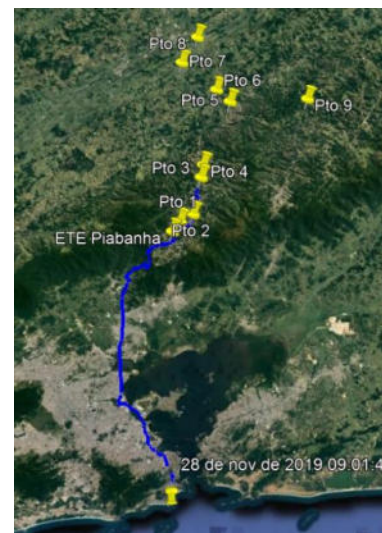 Pto 8
Pto 7
Pto 6
Pto 5
Pto 9
Pto 3
Pto 4
Pto 1
ETE Piabanha
Pto 2
28 de nov de 2019 09.01:4